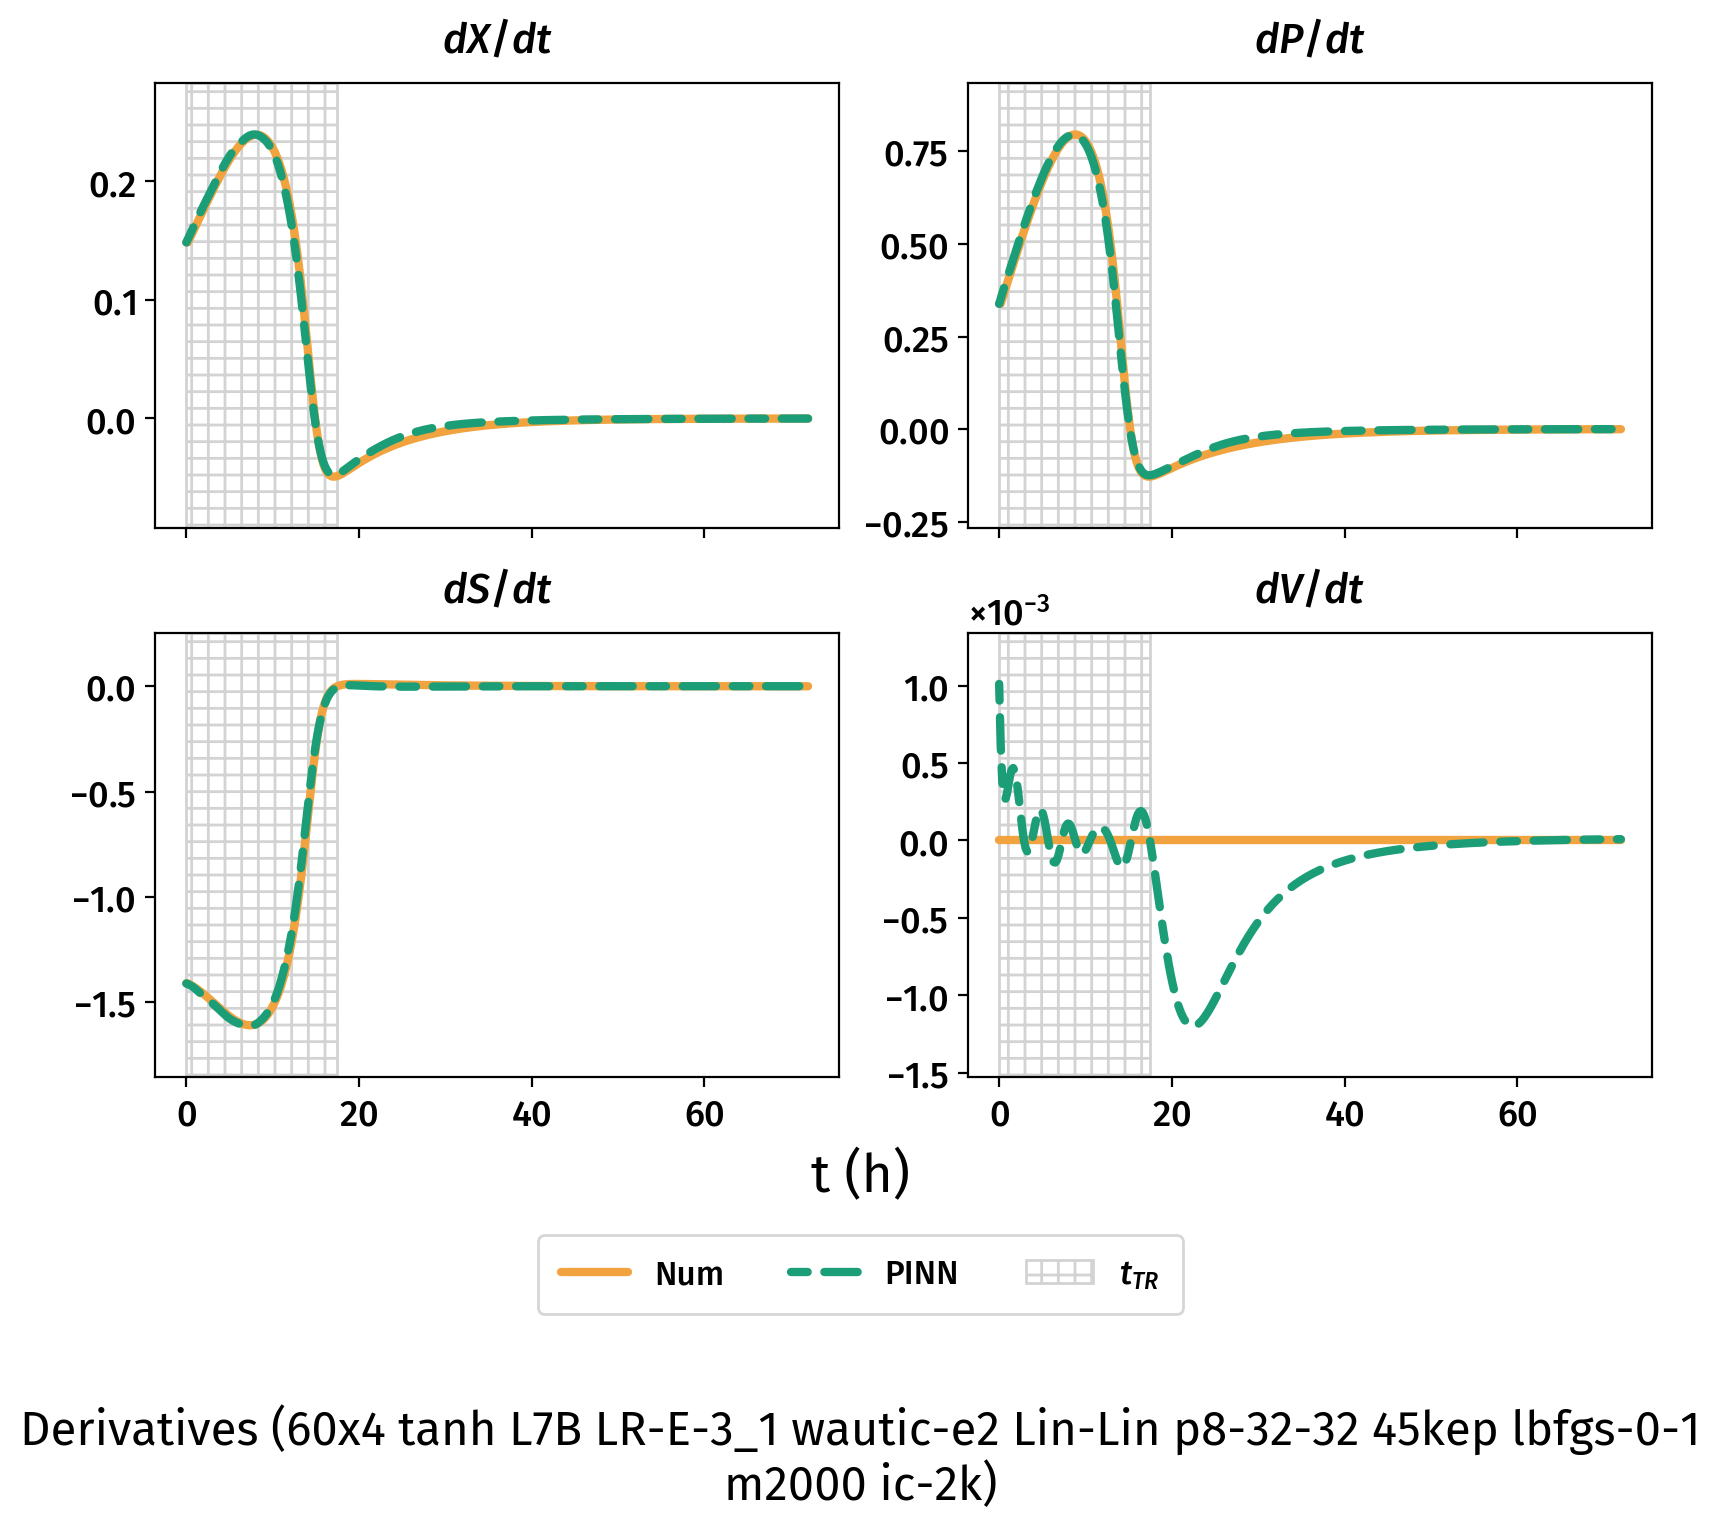 dX/dt
dP/dt
0.2
0.1
0.0
0.75
0.50
0.25
0.00
−0.25
dS/dt
dV/dt
×10⁻³
0.0
−0.5
−1.0
−1.5
1.0
0.5
0.0
−0.5
−1.0
−1.5
0 20 40 60
0 20 40 60
t (h)
Num PINN t_TR
Derivatives (60x4 tanh L7B LR-E-3_1 wautic-e2 Lin-Lin p8-32-32 45kep lbfgs-0-1
m2000 ic-2k)